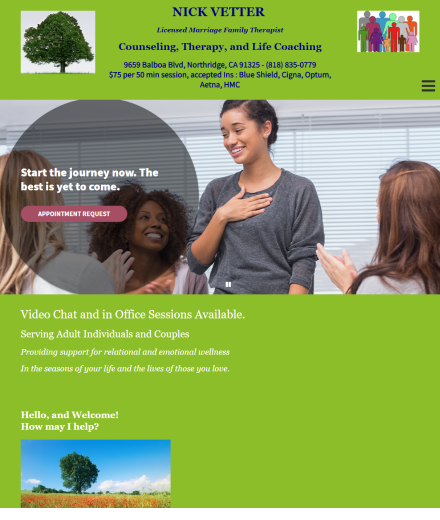 NICK VETTER
Licensed Marriage Family Therapist
Counseling, Therapy, and Life Coaching
9659 Balboa Blvd, Northridge, CA 91325 - (818) 835-0779
$75 per 50 min session, accepted Ins : Blue Shield, Cigna, Optum,
Aetna, HMC
Start the journey now. The
best is yet to come.
APPOINTMENT REQUEST
Video Chat and in Office Sessions Available.
Serving Adult Individuals and Couples
Providing support for relational and emotional wellness
In the seasons of your life and the lives of those you love.
Hello, and Welcome!
How may I help?